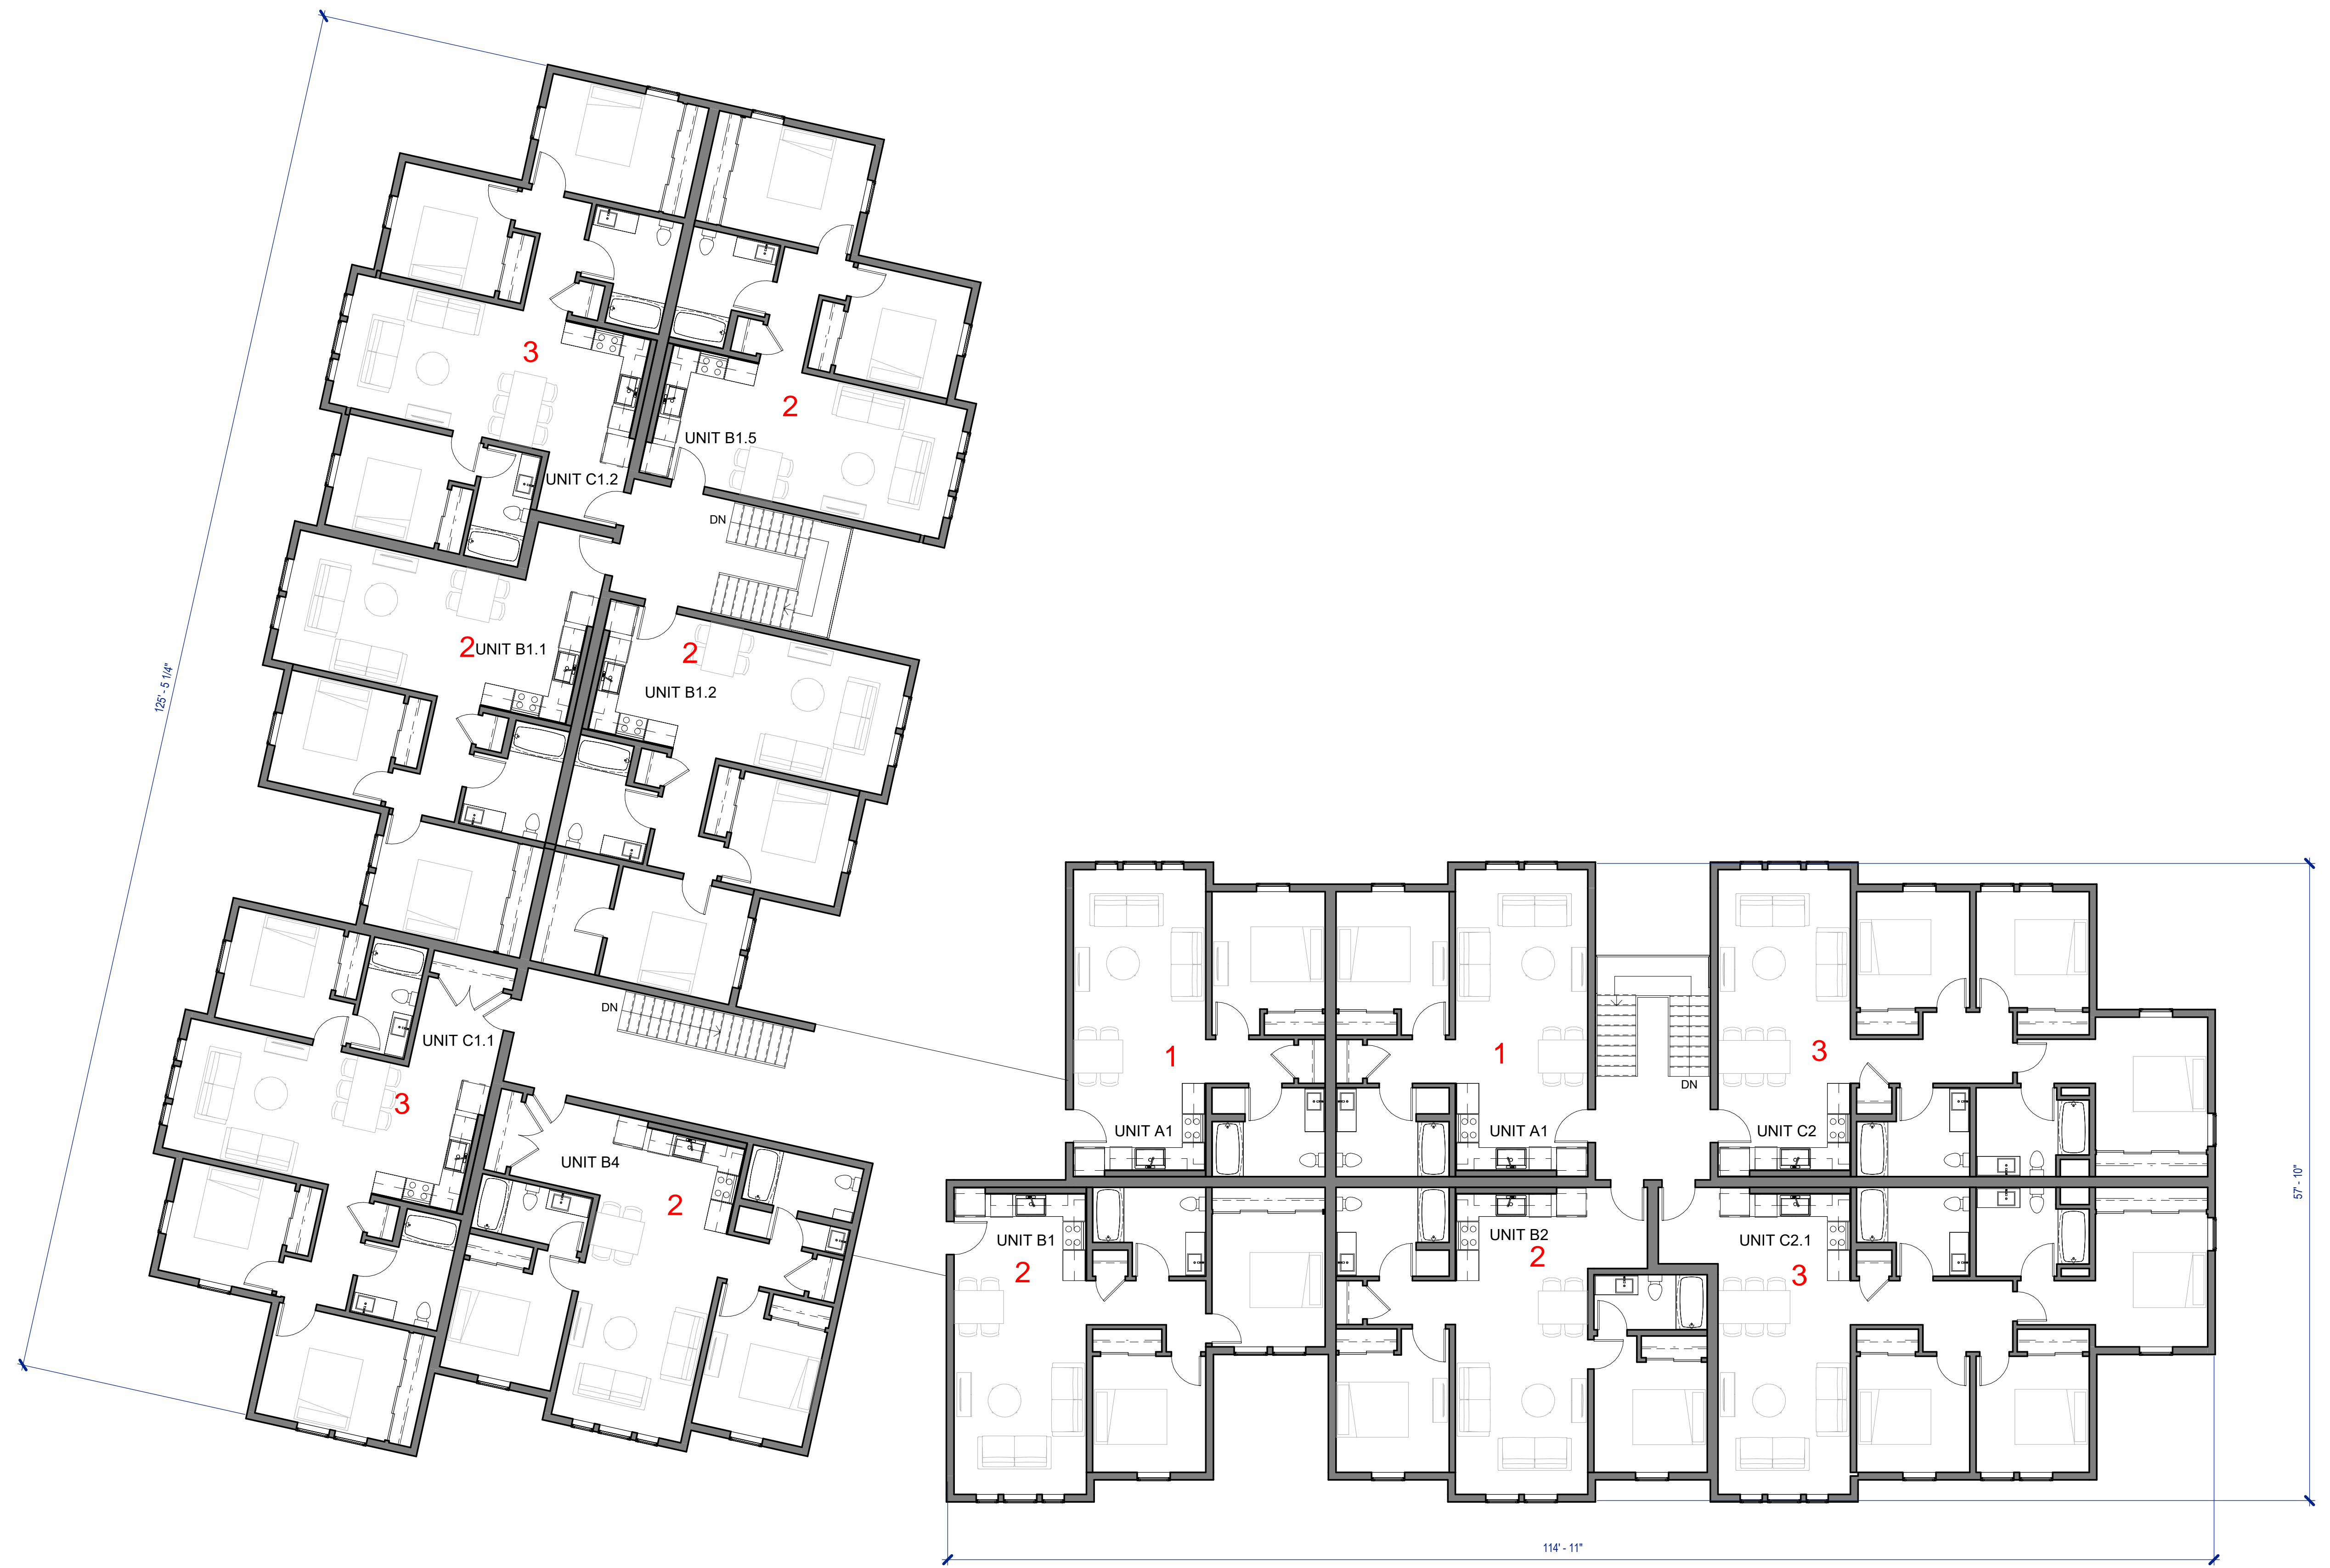 3
2
UNIT B1.5
UNIT C1.2
DN
2
UNIT B1.1
2
UNIT B1.2
125' - 5 1/4"
DN
UNIT C1.1
3
UNIT B4
2
1
UNIT A1
1
UNIT A1
DN
3
UNIT C2
57' - 10"
UNIT B1
2
UNIT B2
2
UNIT C2.1
3
114' - 11"